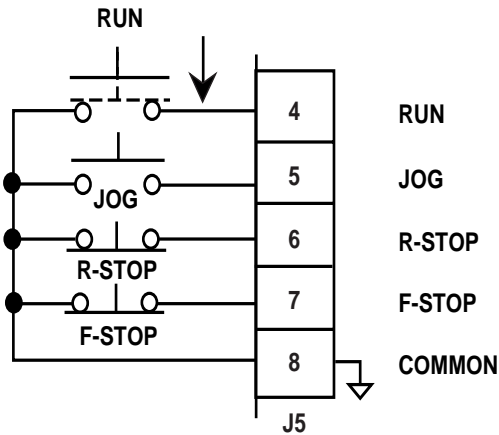 RUN
4 RUN
5 JOG
JOG
6 R-STOP
R-STOP
7 F-STOP
F-STOP
8 COMMON
J5